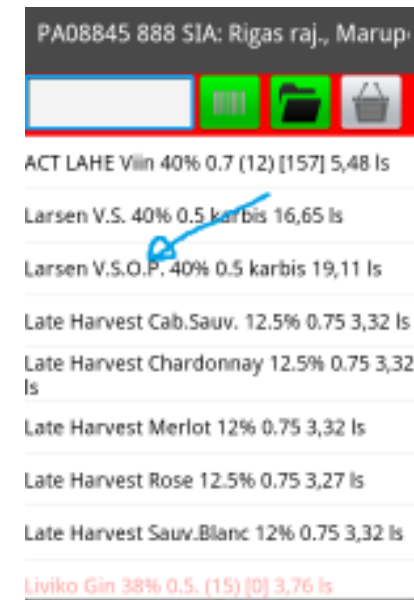 PA08845 888 SIA: Rigas raj., Marup
ACT LAHE Viin 40% 0.7 (12) [157] 5,48 ls
Larsen V.S. 40% 0.5 karbis 16,65 ls
Larsen V.S.O.P. 40% 0.5 karbis 19,11 ls
Late Harvest Cab.Sauv. 12.5% 0.75 3,32 ls
Late Harvest Chardonnay 12.5% 0.75 3,32
ls
Late Harvest Merlot 12% 0.75 3,32 ls
Late Harvest Rose 12.5% 0.75 3,27 ls
Late Harvest Sauv.Blanc 12% 0.75 3,32 ls
Liviko Gin 38% 0.5. (15) [0] 3,76 ls